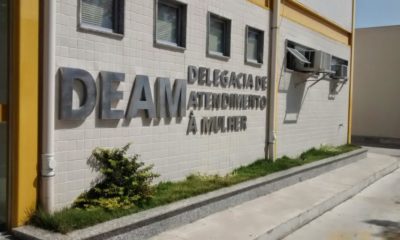 DEAM
DELEGACIA DE
ATENDIMENTO
À MULHER